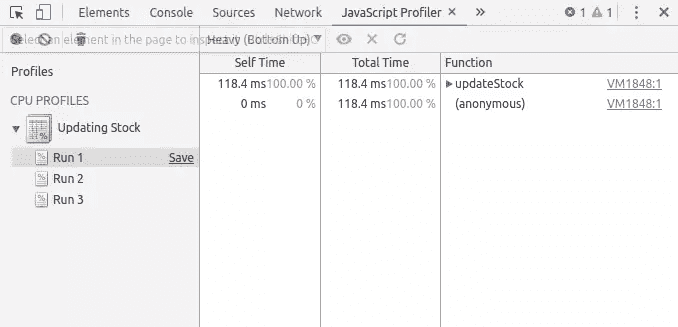 Elements Console Sources Network JavaScript Profiler × » 1 1
Select an element in the page to inspect it Heavy (Bottom Up) ▼
Profiles
CPU PROFILES
Updating Stock
Run 1 Save
Run 2
Run 3
Self Time Total Time Function
118.4 ms 100.00 % 118.4 ms 100.00 % updateStock VM1848:1
0 ms 0 % 118.4 ms 100.00 % (anonymous) VM1848:1